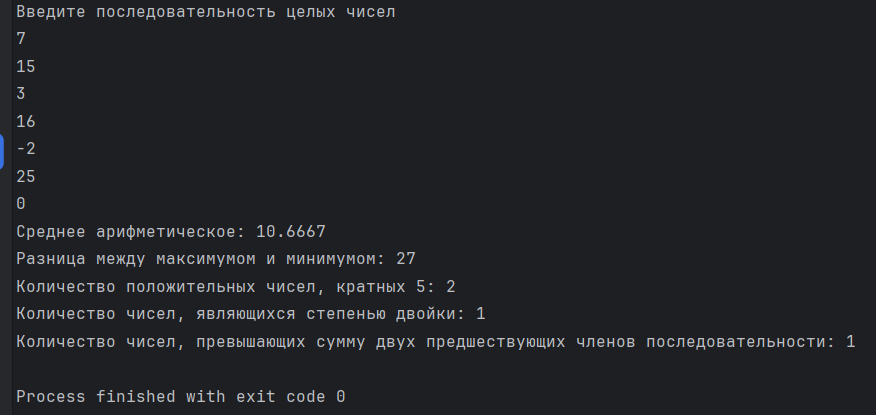 Введите последовательность целых чисел
7
15
3
16
-2
25
0
Среднее арифметическое: 10.6667
Разница между максимумом и минимумом: 27
Количество положительных чисел, кратных 5: 2
Количество чисел, являющихся степенью двойки: 1
Количество чисел, превышающих сумму двух предшествующих членов последовательности: 1
Process finished with exit code 0